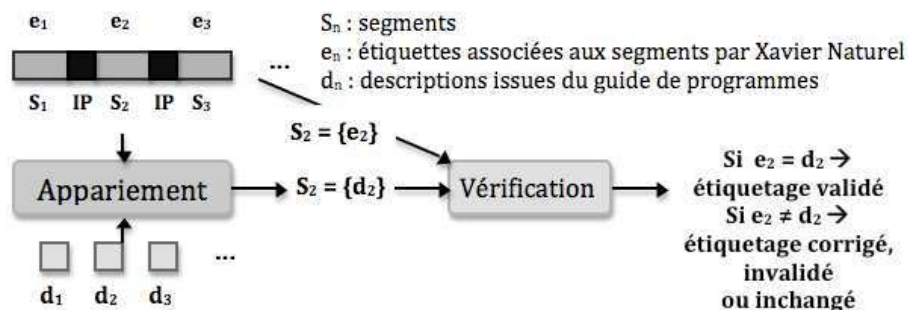 e₁ e₂ e₃
...
S₁ IP S₂ IP S₃
Sₙ : segments
eₙ : étiquettes associées aux segments par Xavier Naturel
dₙ : descriptions issues du guide de programmes
S₂ = {e₂}
Appariement
S₂ = {d₂}
Vérification
Si e₂ = d₂ →
étiquetage validé
Si e₂ ≠ d₂ →
étiquetage corrigé,
invalidé
ou inchangé
...
d₁ d₂ d₃